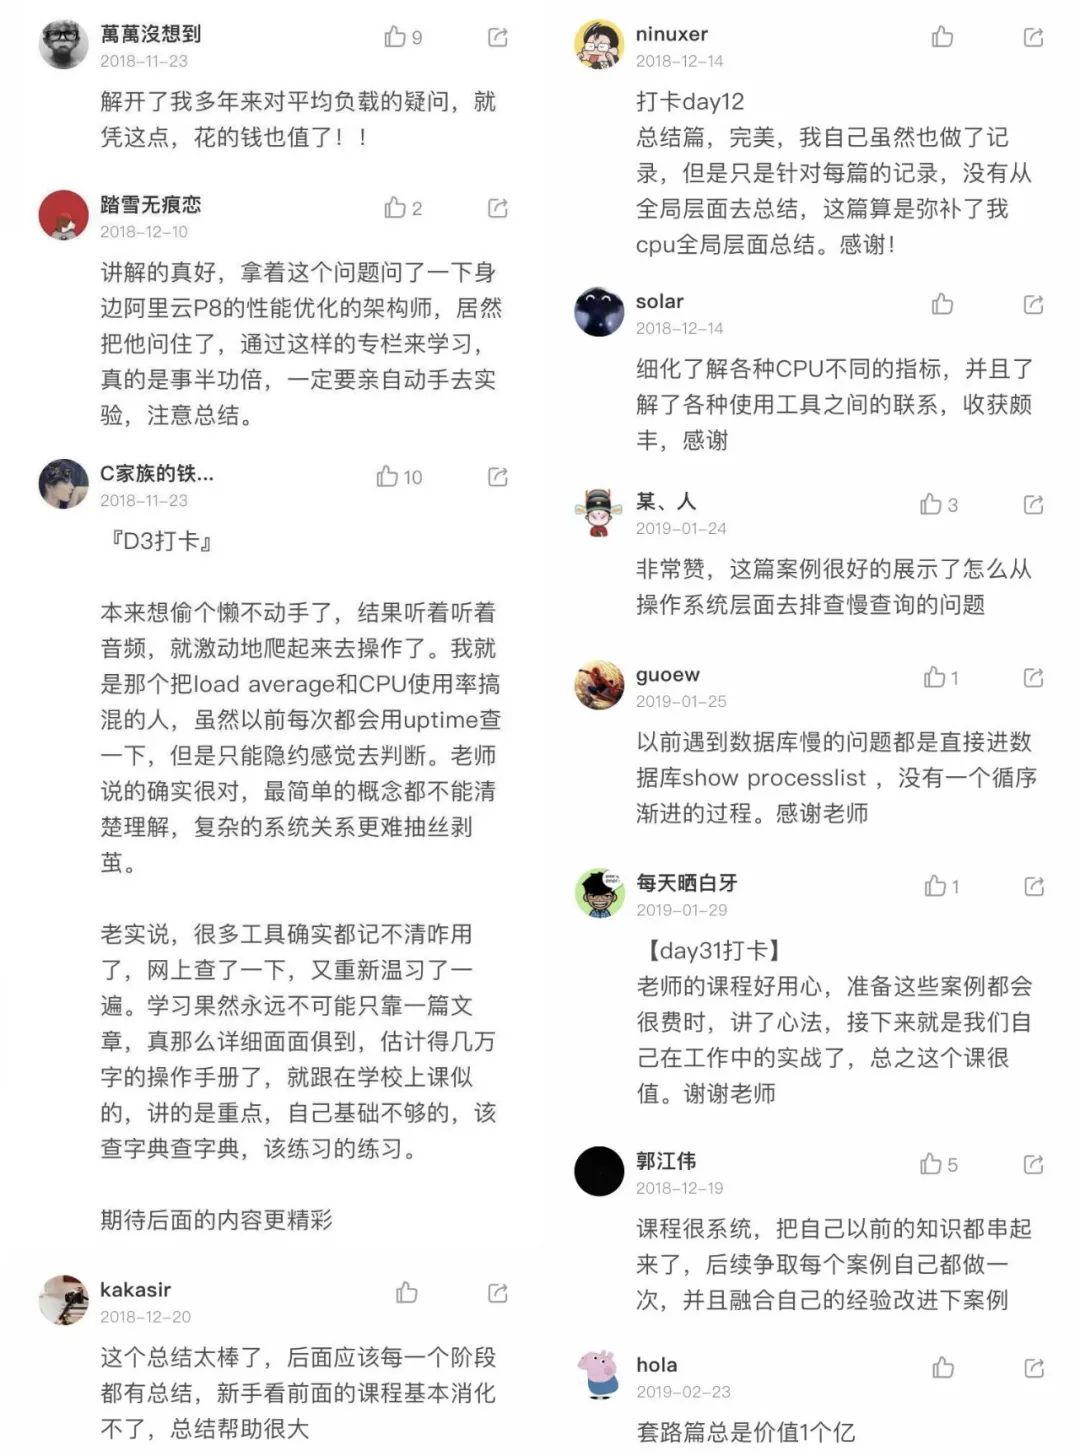 萬萬沒想到
9
2018-11-23
解开了我多年来对平均负载的疑问，就
凭这点，花的钱也值了！！
踏雪无痕恋
2
2018-12-10
讲解的真好，拿着这个问题问了一下身
边阿里云P8的性能优化的架构师，居然
把他问住了，通过这样的专栏来学习，
真的是事半功倍，一定要亲自动手去实
验，注意总结。
C家族的铁...
10
2018-11-23
『D3打卡』
本来想偷个懒不动手了，结果听着听着
音频，就激动地爬起来去操作了。我就
是那个把load average和CPU使用率搞
混的人，虽然以前每次都会用uptime查
一下，但是只能隐约感觉去判断。老师
说的确实很对，最简单的概念都不能清
楚理解，复杂的系统关系更难抽丝剥
茧。
老实说，很多工具确实都记不清咋用
了，网上查了一下，又重新温习了一
遍。学习果然永远不可能只靠一篇文
章，真那么详细面面俱到，估计得几万
字的操作手册了，就跟在学校上课似
的，讲的是重点，自己基础不够的，该
查字典查字典，该练习的练习。
期待后面的内容更精彩
kakasir
2018-12-20
这个总结太棒了，后面应该每一个阶段
都有总结，新手看前面的课程基本消化
不了，总结帮助很大
ninuxer
2018-12-14
打卡day12
总结篇，完美，我自己虽然也做了记
录，但是只是针对每篇的记录，没有从
全局层面去总结，这篇算是弥补了我
cpu全局层面总结。感谢！
solar
2018-12-14
细化了解各种CPU不同的指标，并且了
解了各种使用工具之间的联系，收获颇
丰，感谢
某、人
3
2019-01-24
非常赞，这篇案例很好的展示了怎么从
操作系统层面去排查慢查询的问题
guoew
1
2019-01-25
以前遇到数据库慢的问题都是直接进数
据库show processlist ，没有一个循序
渐进的过程。感谢老师
每天晒白牙
1
2019-01-29
【day31打卡】
老师的课程好用心，准备这些案例都会
很费时，讲了心法，接下来就是我们自
己在工作中的实战了，总之这个课很
值。谢谢老师
郭江伟
5
2018-12-19
课程很系统，把自己以前的知识都串起
来了，后续争取每个案例自己都做一
次，并且融合自己的经验改进下案例
hola
2019-02-23
套路篇总是价值1个亿